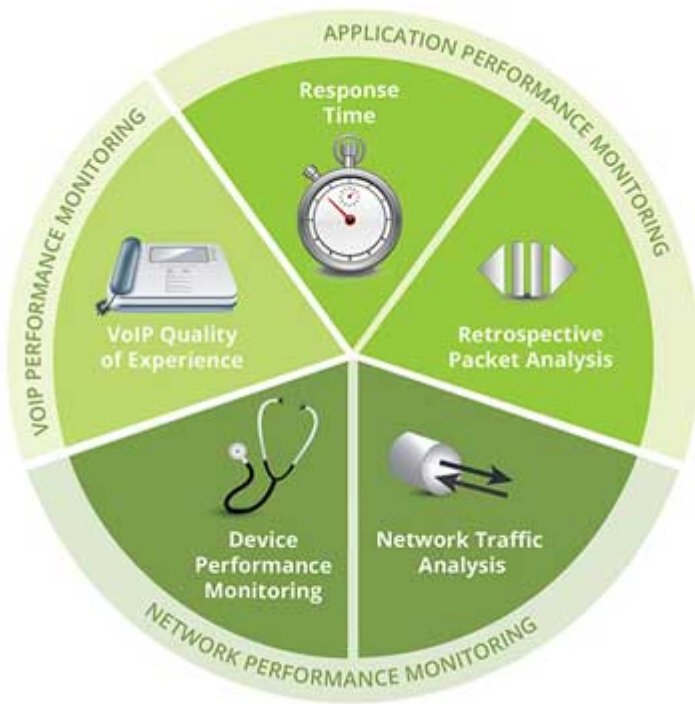 APPLICATION PERFORMANCE MONITORING
Response
Time
VOIP PERFORMANCE MONITORING
VoIP Quality
of Experience
Retrospective
Packet Analysis
Device
Performance
Monitoring
Network Traffic
Analysis
NETWORK PERFORMANCE MONITORING